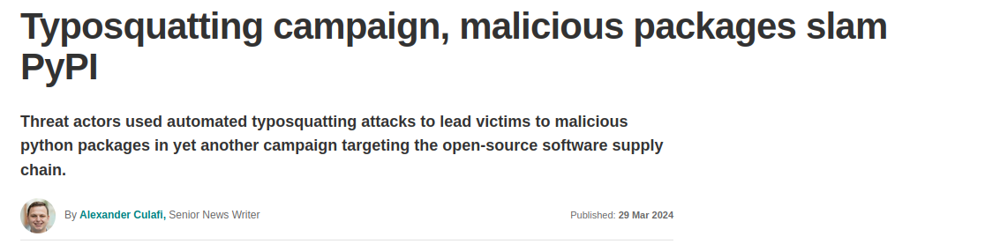 Typosquatting campaign, malicious packages slam
PyPI
Threat actors used automated typosquatting attacks to lead victims to malicious
python packages in yet another campaign targeting the open-source software supply
chain.
By Alexander Culafi, Senior News Writer
Published: 29 Mar 2024